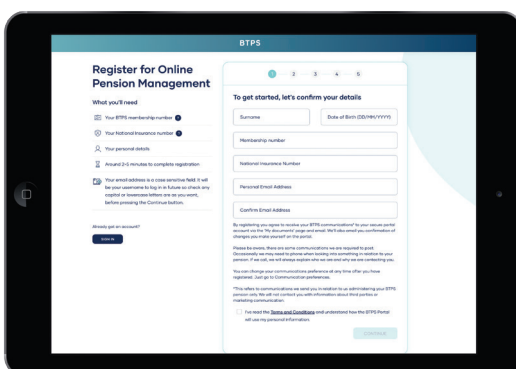 BTPS
Register for Online
Pension Management
What you'll need
Your BTPS membership number
Your National Insurance number
Your personal details
Around 2-5 minutes to complete registration
Your email address is a case sensitive field. It will
be your username to log in in future so check any
capital or lowercase letters are as you want,
before pressing the Continue button.
Already got an account?
SIGN IN
1 2 3 4 5
To get started, let's confirm your details
Surname
Date of Birth (DD/MM/YYYY)
Membership number
National Insurance Number
Personal Email Address
Confirm Email Address
By registering you agree to receive your BTPS communications* to your secure portal
account via the 'My documents' page and email. We'll also email you confirmation of
changes you make yourself on the portal.
Please be aware, there are some communications we are required to post.
Occasionally we may need to phone when looking into something in relation to your
pension. If we call, we will always explain who we are and why we are contacting you.
You can change your communications preference at any time after you have
registered. Just go to Communication preferences.
*This refers to communications we send you in relation to us administering your BTPS
pension only. We will not contact you with information about third parties or
marketing communication.
I've read the Terms and Conditions and understand how the BTPS Portal
will use my personal information.
CONTINUE